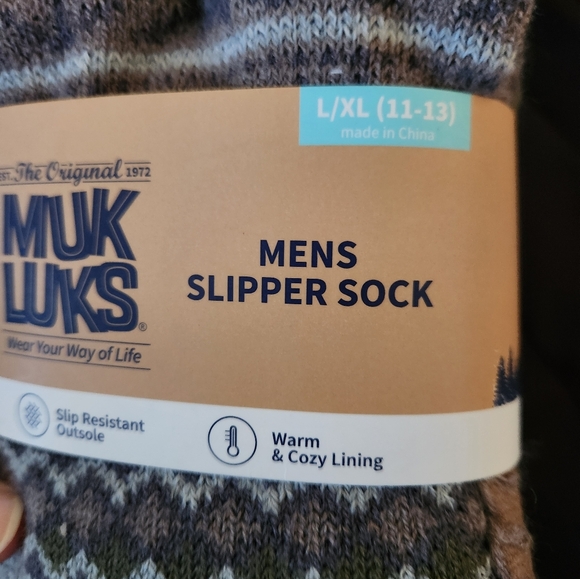 L/XL (11-13)
made in China
EST. The Original 1972
MUK
LUKS®
Wear Your Way of Life
MENS
SLIPPER SOCK
Slip Resistant
Outsole
Warm
& Cozy Lining